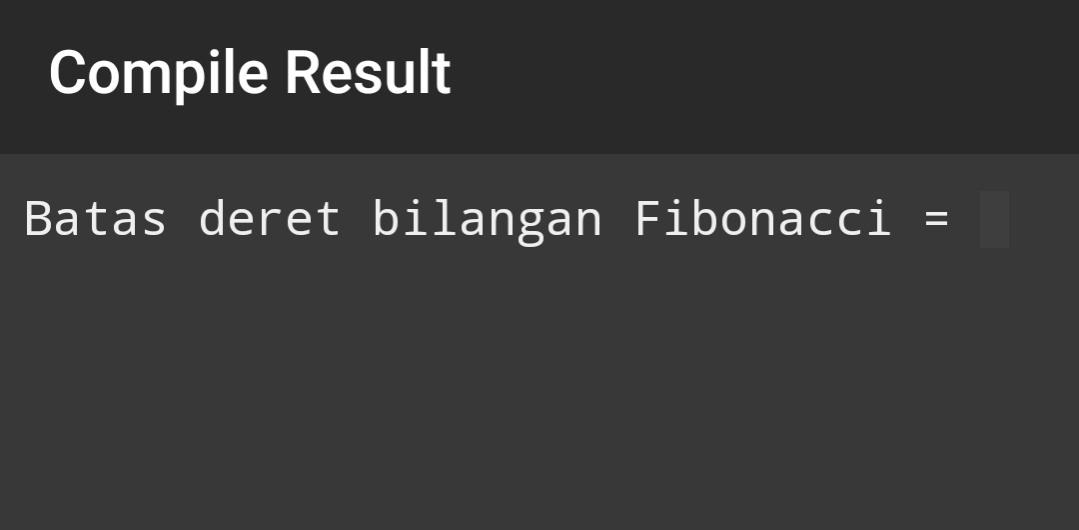 Compile Result
Batas deret bilangan Fibonacci =